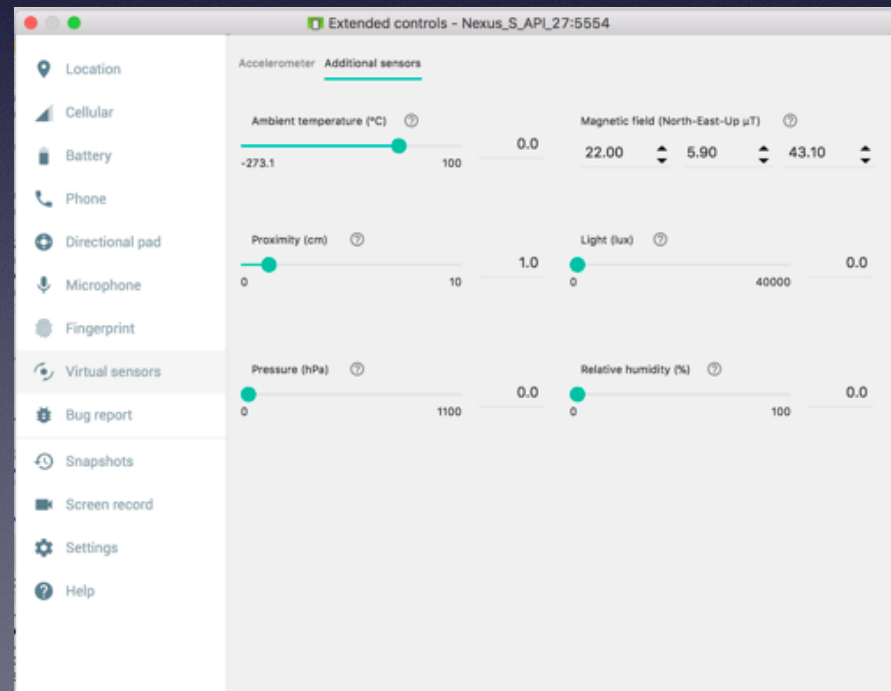 Extended controls - Nexus_S_API_27:5554
Location
Cellular
Battery
Phone
Directional pad
Microphone
Fingerprint
Virtual sensors
Bug report
Snapshots
Screen record
Settings
Help
Accelerometer Additional sensors
Ambient temperature (°C) ?
0.0
-273.1 100
Magnetic field (North-East-Up µT) ?
22.00 5.90 43.10
Proximity (cm) ?
1.0
0 10
Light (lux) ?
0.0
0 40000
Pressure (hPa) ?
0.0
0 1100
Relative humidity (%) ?
0.0
0 100